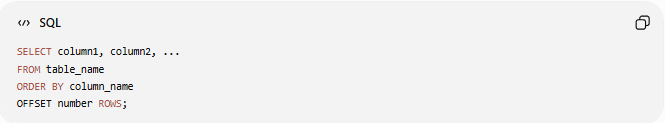 SQL
SELECT column1, column2, ...
FROM table_name
ORDER BY column_name
OFFSET number ROWS;